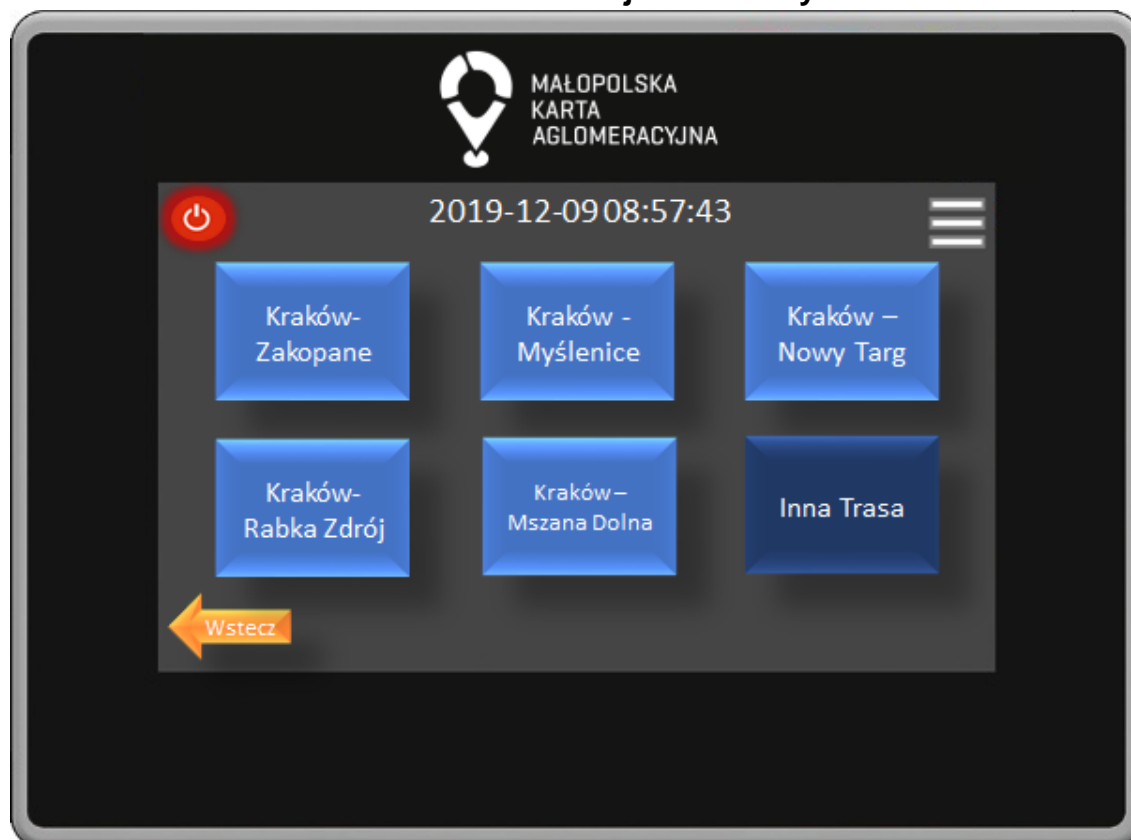 MAŁOPOLSKA
KARTA
AGLOMERACYJNA
2019-12-09 08:57:43
Kraków-
Zakopane
Kraków -
Myślenice
Kraków –
Nowy Targ
Kraków-
Rabka Zdrój
Kraków–
Mszana Dolna
Inna Trasa
Wstecz